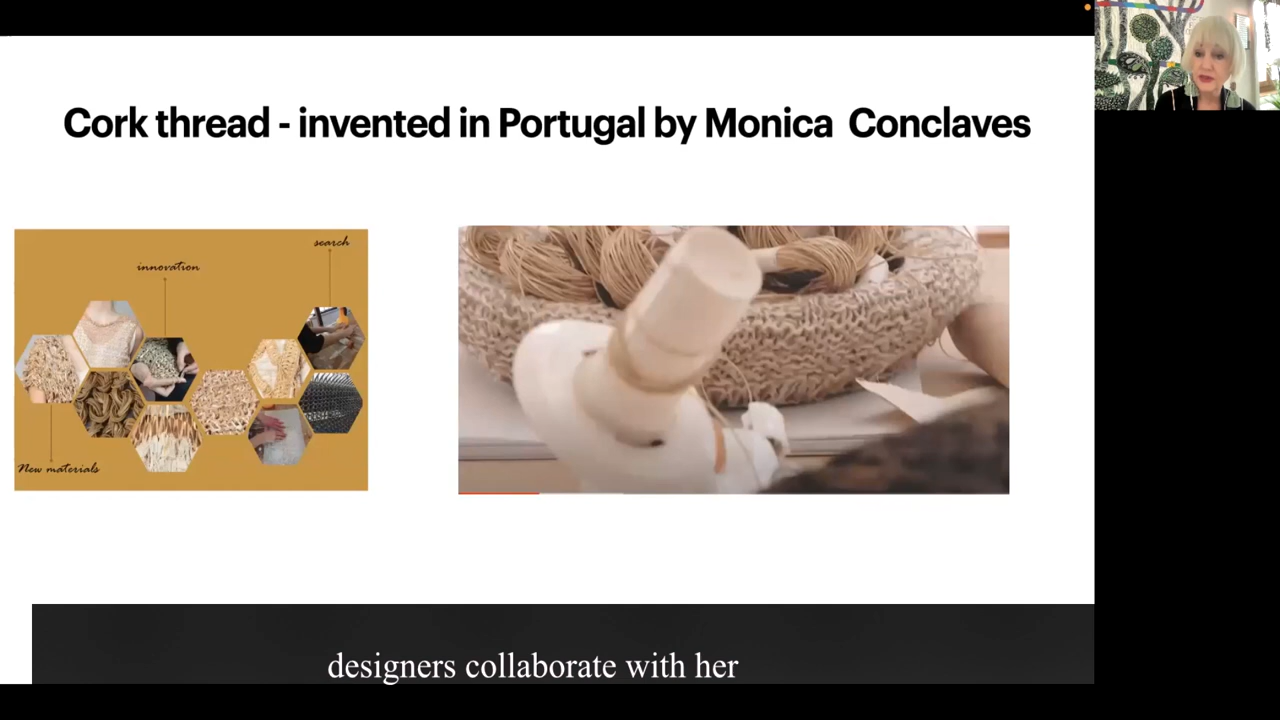 Cork thread - invented in Portugal by Monica Conclaves
search
innovation
New materials
designers collaborate with her